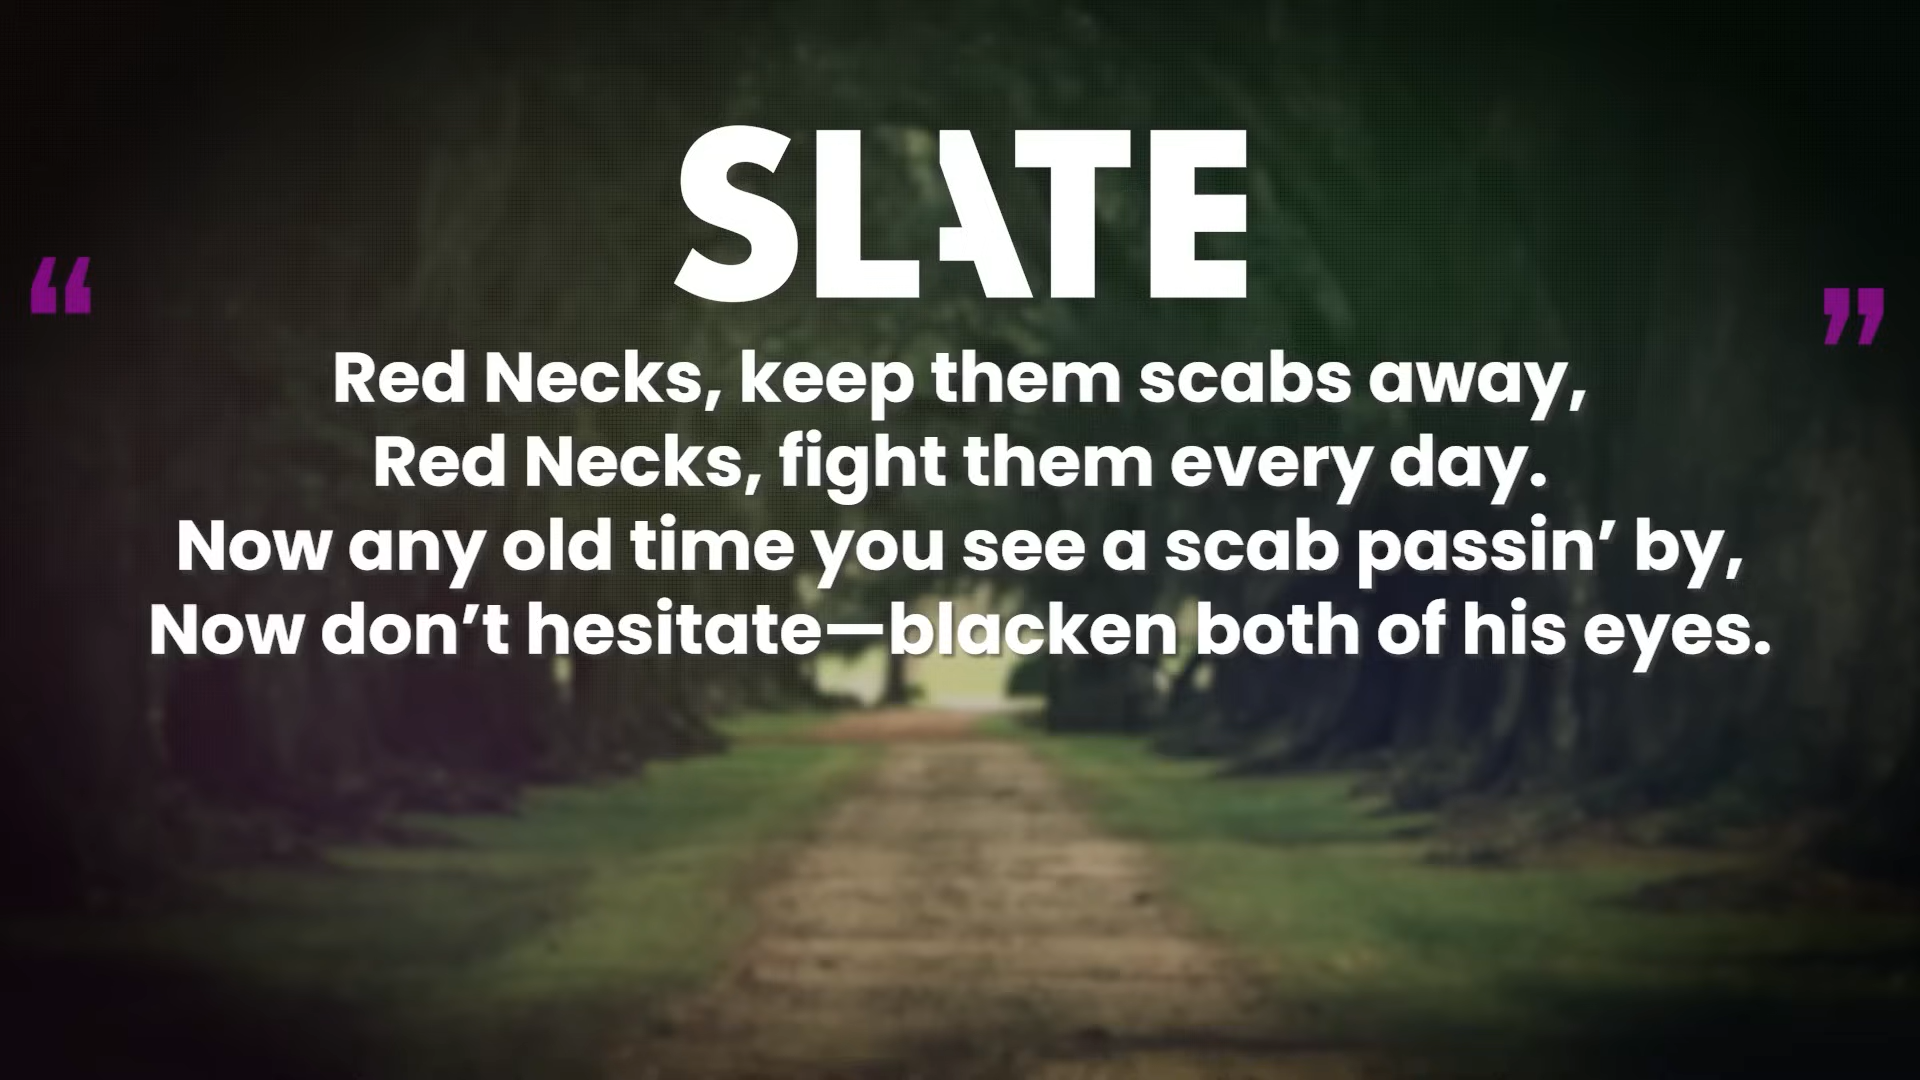 SLATE
“
”
Red Necks, keep them scabs away,
Red Necks, fight them every day.
Now any old time you see a scab passin’ by,
Now don’t hesitate—blacken both of his eyes.